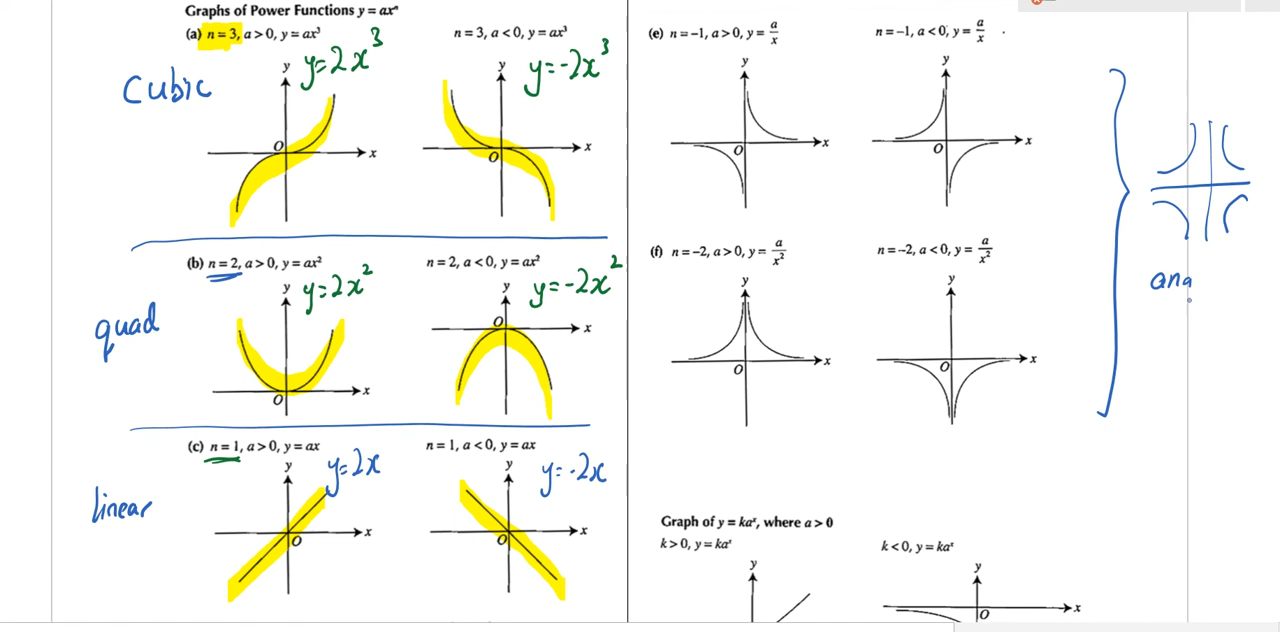 Graphs of Power Functions y = axⁿ
(a) n = 3, a > 0, y = ax³
n = 3, a < 0, y = ax³
y=2x³
y=-2x³
Cubic
y
O
x
y
O
x
(b) n = 2, a > 0, y = ax²
n = 2, a < 0, y = ax²
y=2x²
y=-2x²
quad
y
O
x
y
O
x
(c) n = 1, a > 0, y = ax
n = 1, a < 0, y = ax
y=2x
y=-2x
linear
y
O
x
y
O
x
(e) n = −1, a > 0, y = a/x
n = −1, a < 0, y = a/x
y
O
x
y
O
x
(f) n = −2, a > 0, y = a/x²
n = −2, a < 0, y = a/x²
y
O
x
y
O
x
ana
Graph of y = kaˣ, where a > 0
k > 0, y = kaˣ
k < 0, y = kaˣ
y
y
O
x